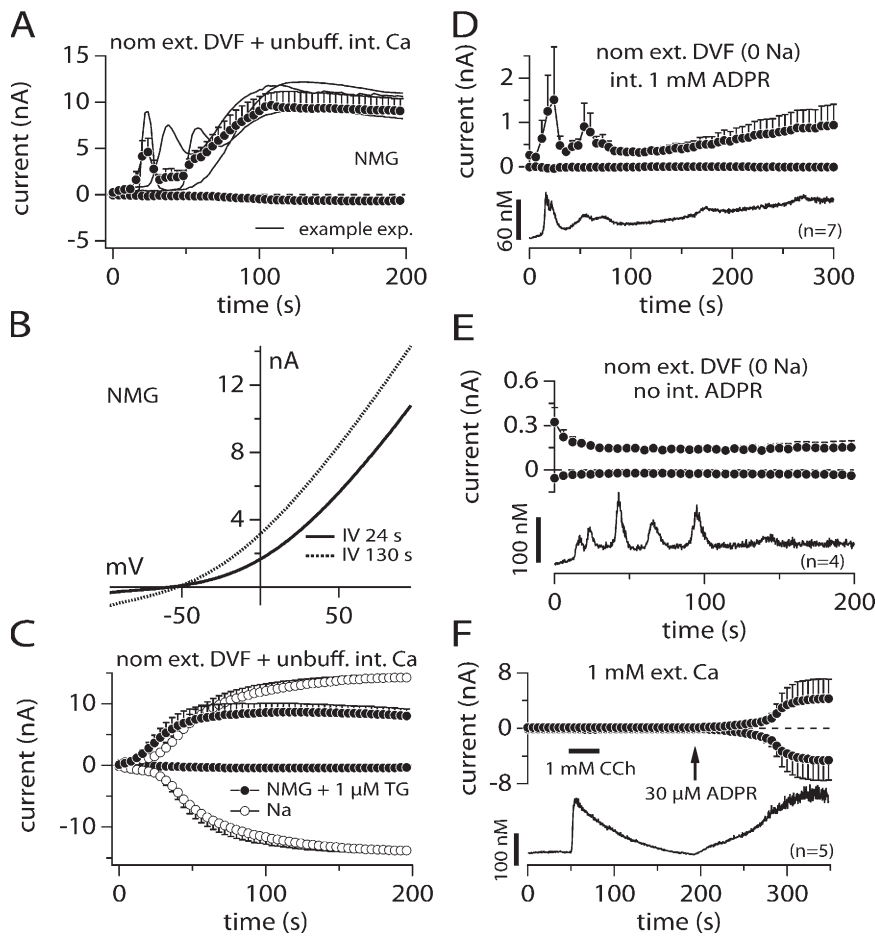 A
nom ext. DVF + unbuff. int. Ca
current (nA)
15
10
5
0
-5
NMG
example exp.
0
100
200
time (s)
B
NMG
nA
12
8
4
mV
-50
50
IV 24 s
IV 130 s
C
nom ext. DVF + unbuff. int. Ca
current (nA)
10
0
-10
NMG + 1 µM TG
Na
0
100
200
time (s)
D
nom ext. DVF (0 Na)
int. 1 mM ADPR
current (nA)
2
1
0
60 nM
(n=7)
0
100
200
300
time (s)
E
nom ext. DVF (0 Na)
no int. ADPR
current (nA)
0.6
0.3
0
100 nM
(n=4)
0
100
200
time (s)
F
1 mM ext. Ca
current (nA)
8
0
-8
1 mM CCh
30 µM ADPR
100 nM
(n=5)
0
100
200
300
time (s)